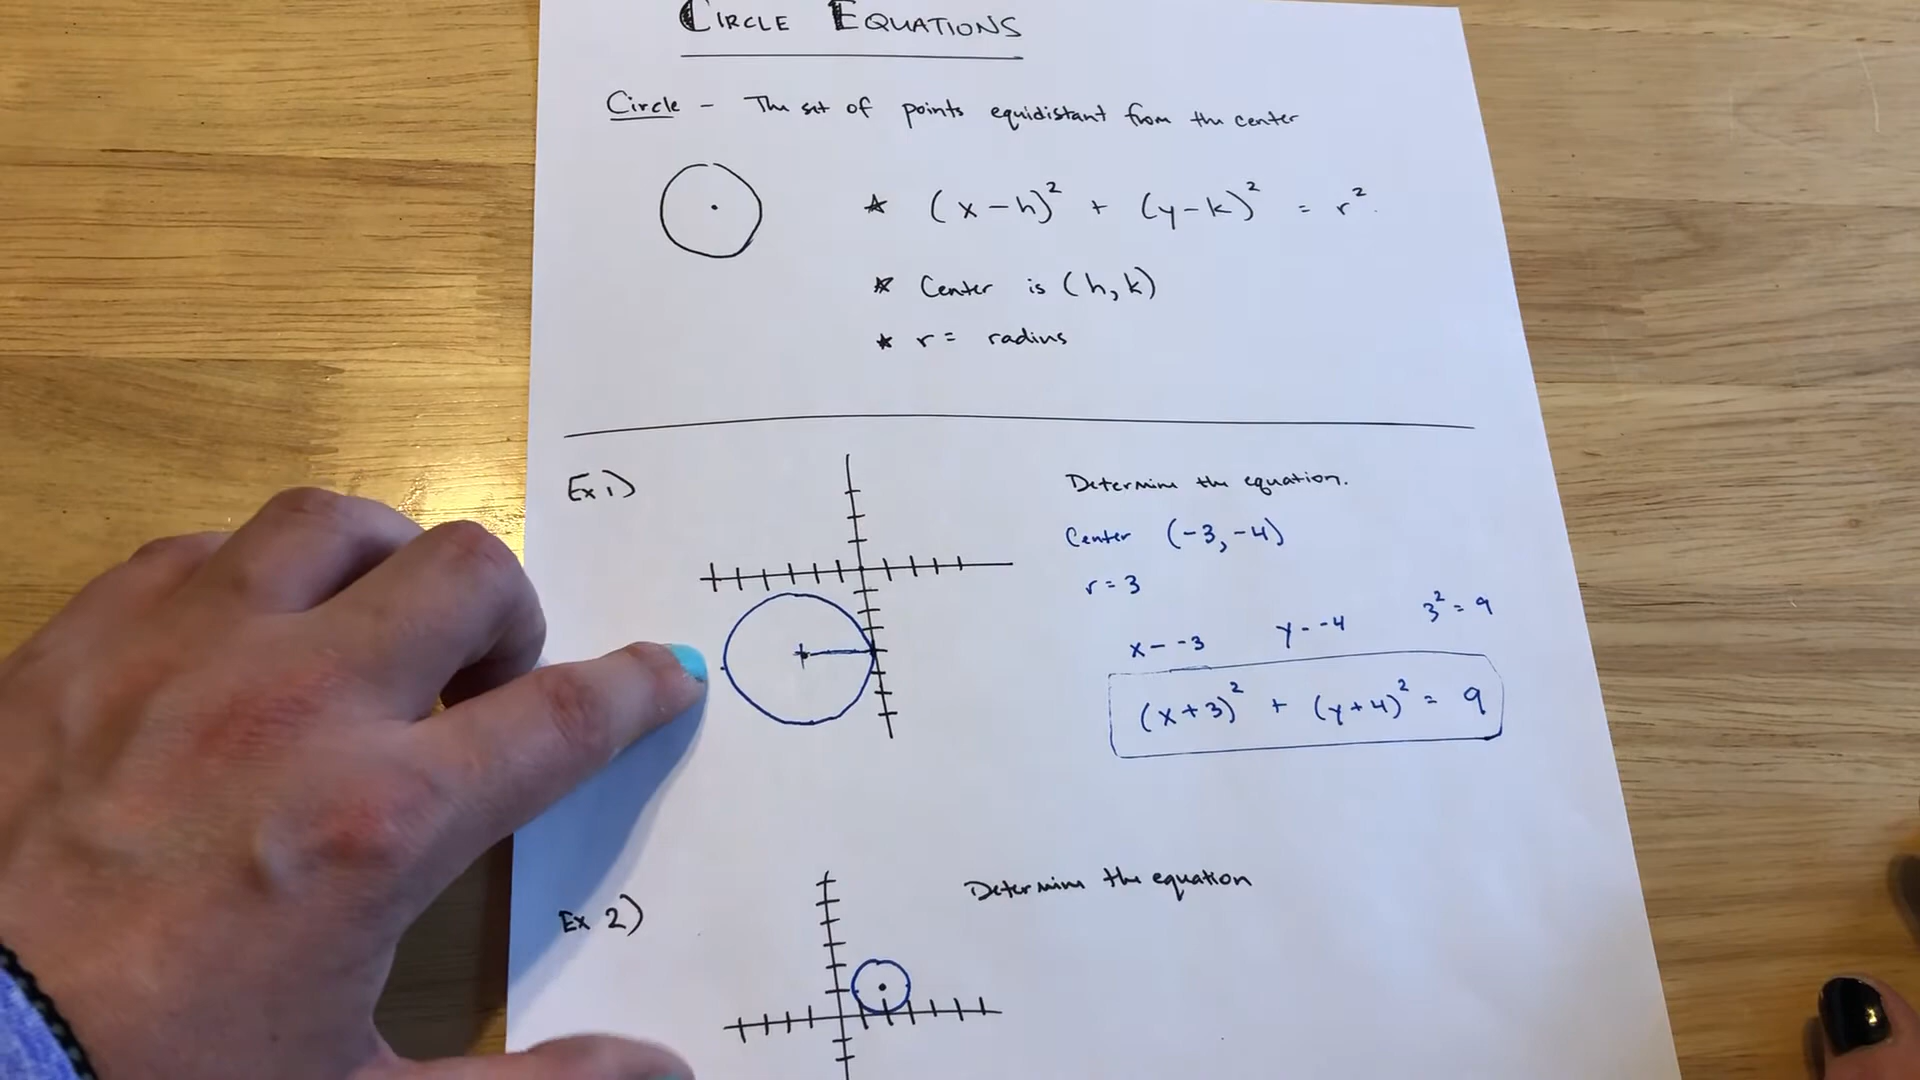 CIRCLE EQUATIONS
Circle - The set of points equidistant from the center
* (x-h)² + (y-k)² = r².
* Center is (h,k)
* r = radius
Ex 1)
Determine the equation.
Center (-3,-4)
r = 3
x - -3 y - -4 3² = 9
(x+3)² + (y+4)² = 9
Ex 2)
Determine the equation